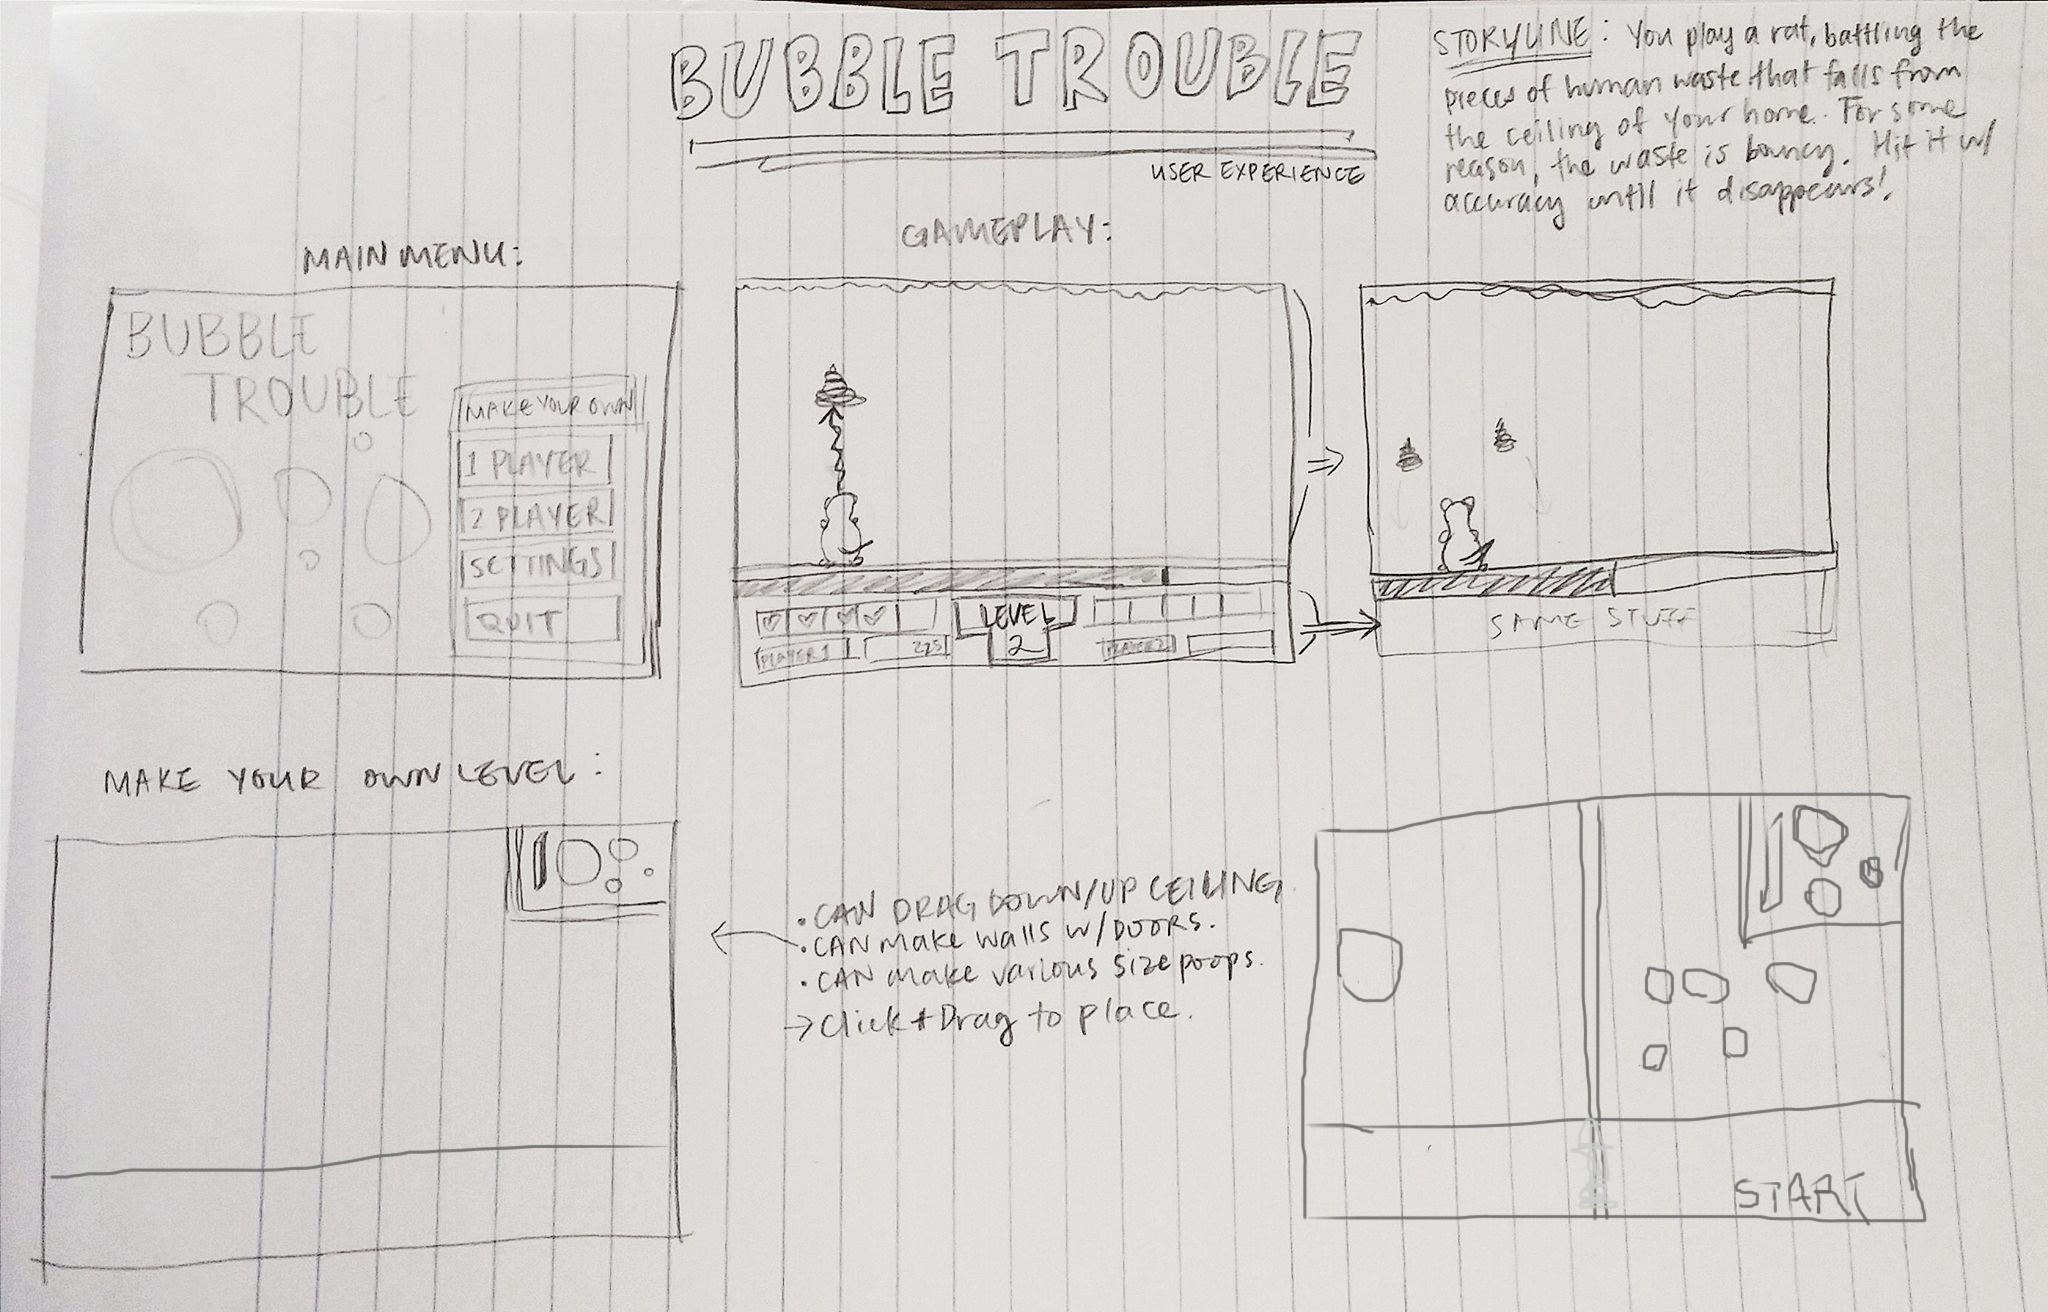 BUBBLE TROUBLE
USER EXPERIENCE
STORYLINE: You play a rat, battling the
pieces of human waste that falls from
the ceiling of your home. For some
reason, the waste is bouncy. Hit it w/
accuracy until it disappears!
MAIN MENU:
BUBBLE
TROUBLE
MAKE YOUR OWN
1 PLAYER
2 PLAYER
SETTINGS
QUIT
GAMEPLAY:
LEVEL
2
PLAYER 1
225
PLAYER 2
SAME STUFF
MAKE YOUR OWN LEVEL:
• CAN DRAG DOWN/UP CEILING
• CAN MAKE WALLS W/DOORS.
• CAN MAKE VARIOUS SIZE POOPS.
→ Click + Drag to place.
START